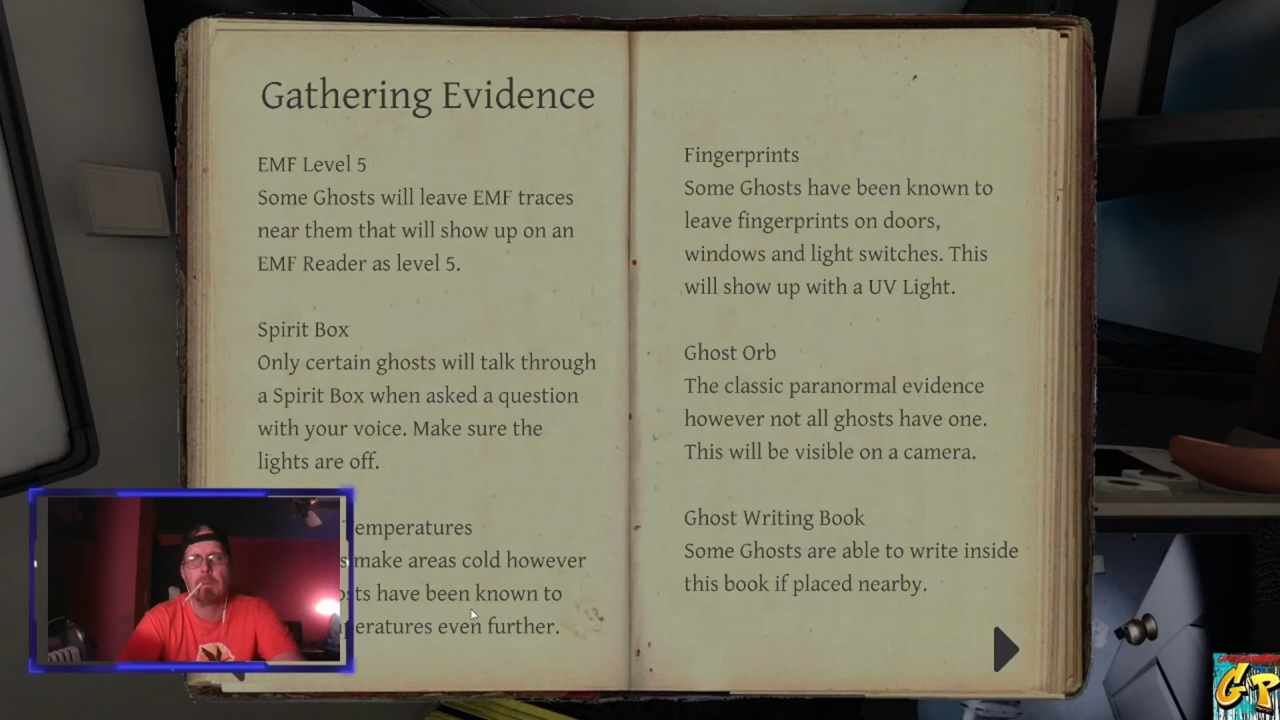 Gathering Evidence
EMF Level 5
Some Ghosts will leave EMF traces
near them that will show up on an
EMF Reader as level 5.
Spirit Box
Only certain ghosts will talk through
a Spirit Box when asked a question
with your voice. Make sure the
lights are off.
Temperatures
make areas cold however
have been known to
even further.
Fingerprints
Some Ghosts have been known to
leave fingerprints on doors,
windows and light switches. This
will show up with a UV Light.
Ghost Orb
The classic paranormal evidence
however not all ghosts have one.
This will be visible on a camera.
Ghost Writing Book
Some Ghosts are able to write inside
this book if placed nearby.
GP